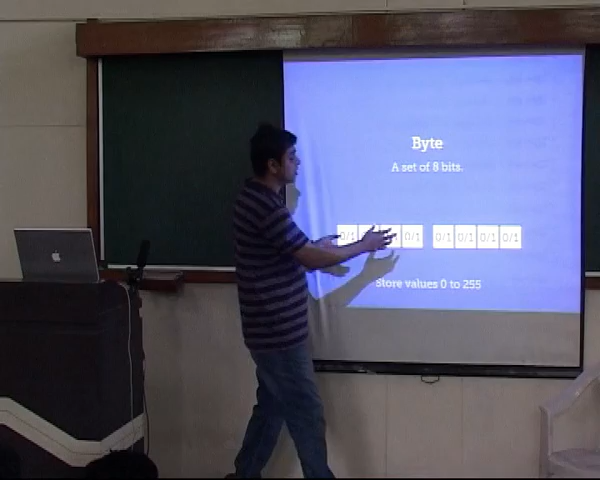 Byte
A set of 8 bits.
0/1 0/1 0/1 0/1 0/1 0/1
Store values 0 to 255